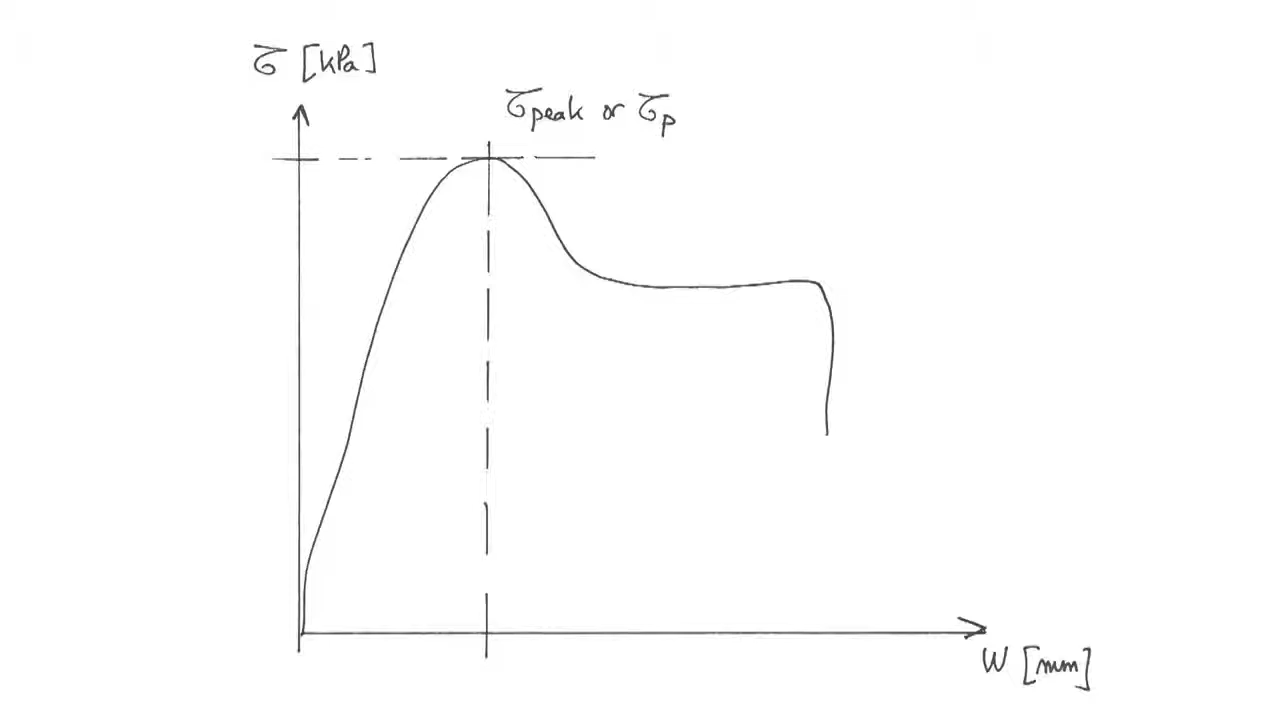 τ [kPa]
τpeak or τp
W [mm]